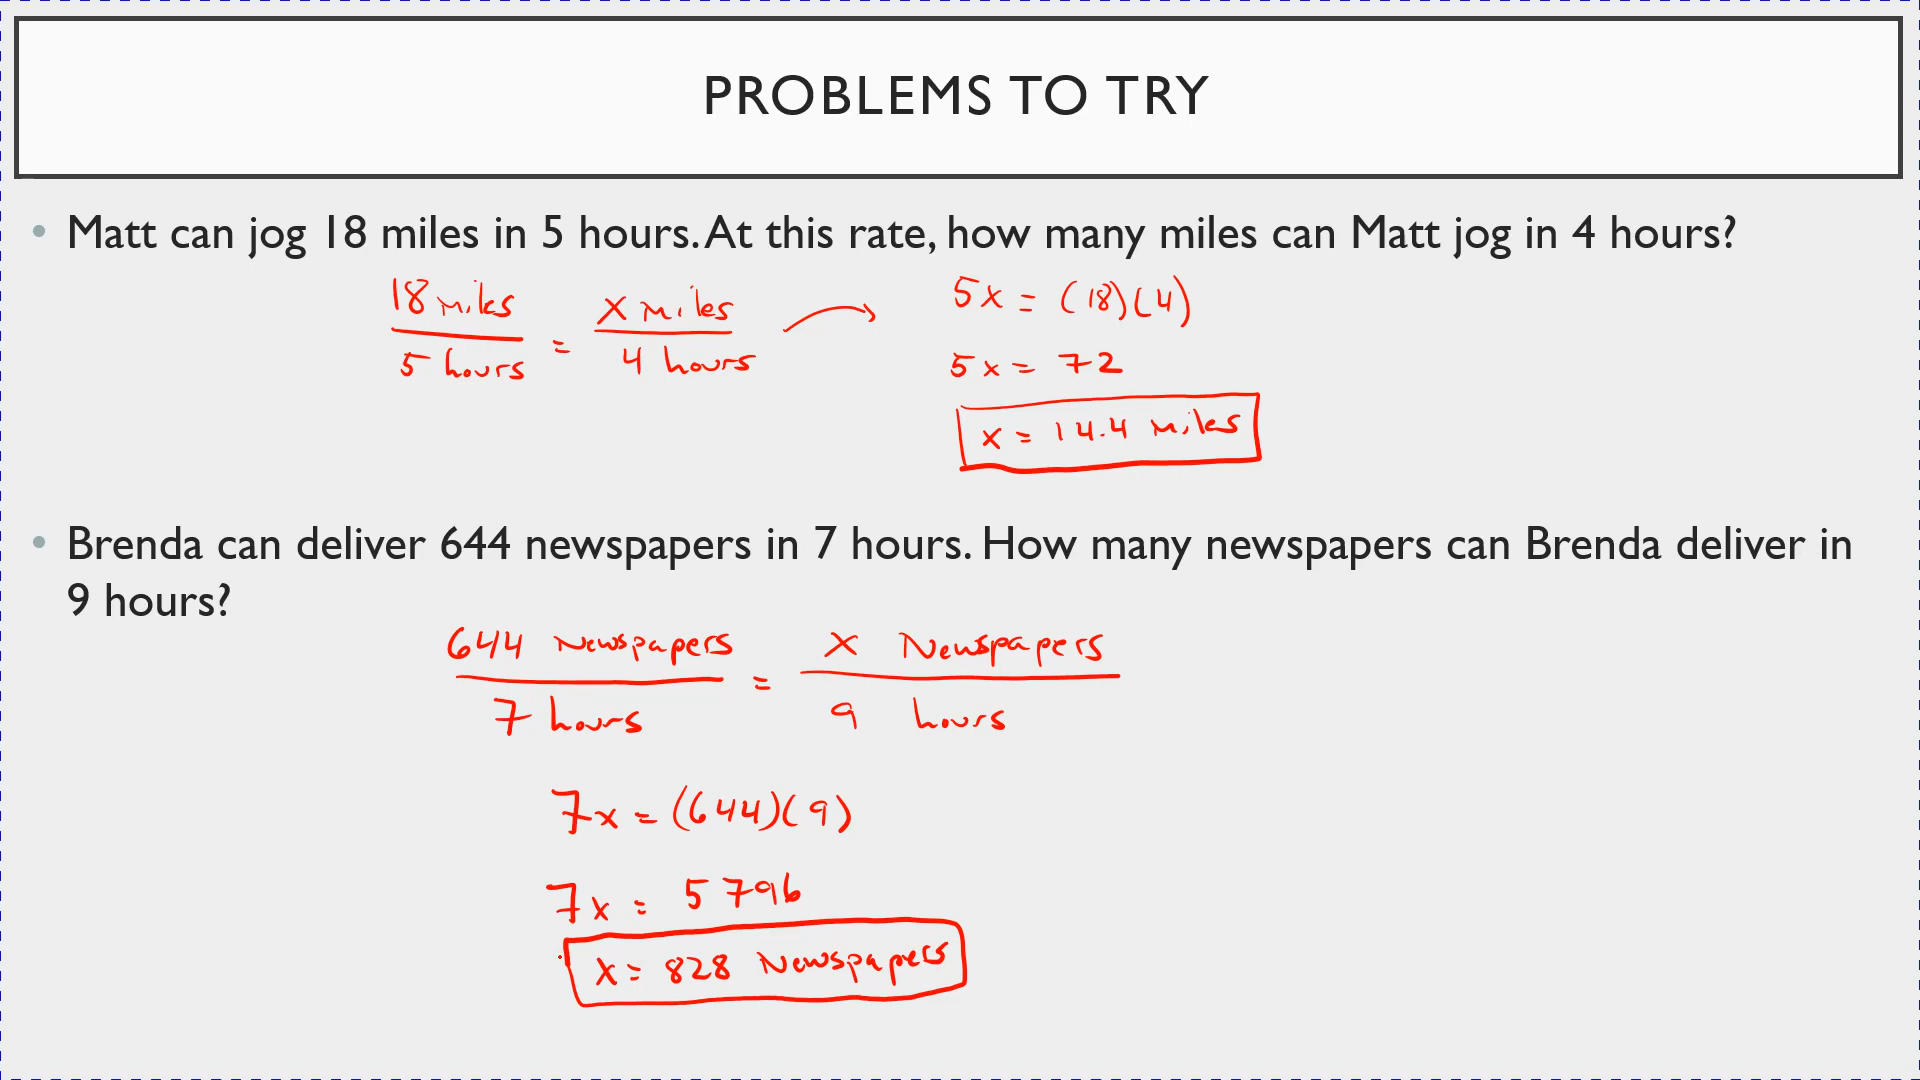 PROBLEMS TO TRY
• Matt can jog 18 miles in 5 hours. At this rate, how many miles can Matt jog in 4 hours?
18 miles / 5 hours = x miles / 4 hours
5x = (18)(4)
5x = 72
x = 14.4 miles
• Brenda can deliver 644 newspapers in 7 hours. How many newspapers can Brenda deliver in
9 hours?
644 Newspapers / 7 hours = x Newspapers / 9 hours
7x = (644)(9)
7x = 5796
x = 828 Newspapers